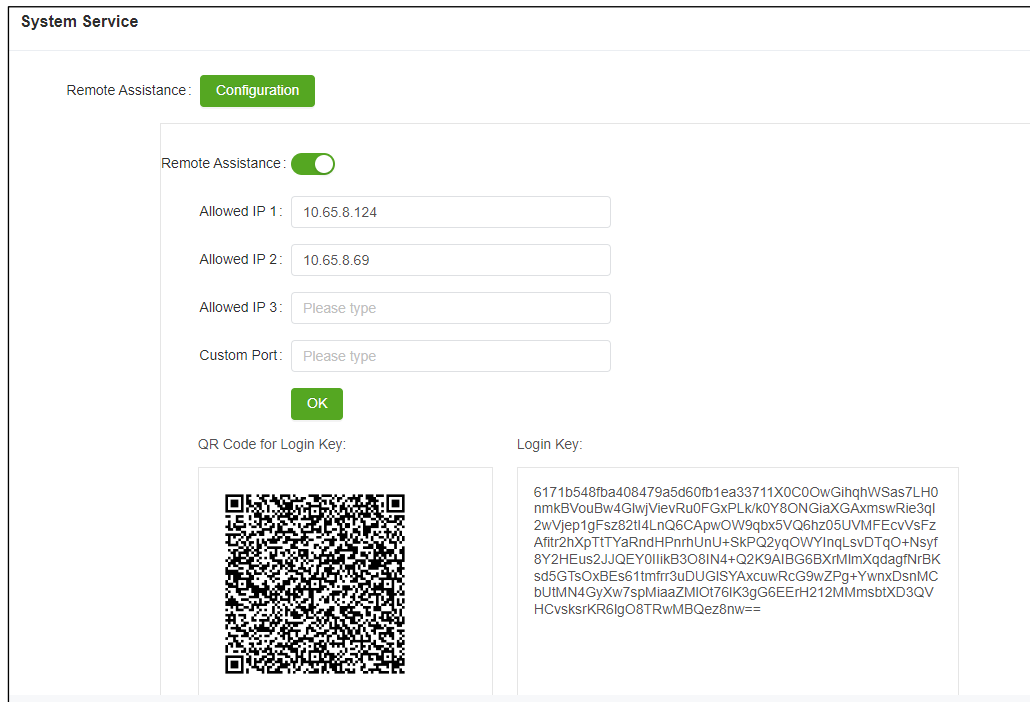 System Service
Remote Assistance:
Configuration
Remote Assistance:
Allowed IP 1:
10.65.8.124
Allowed IP 2:
10.65.8.69
Allowed IP 3:
Please type
Custom Port:
Please type
OK
QR Code for Login Key:
Login Key:
6171b548fba408479a5d60fb1ea33711X0C0OwGihqhWSas7LH0
nmkBVouBw4GlwjVievRu0FGxPLk/k0Y8ONGiaXGAxmswRie3qI
2wVjep1gFsz82tI4LnQ6CApwOW9qbx5VQ6hz05UVMFEcvVsFz
Afitr2hXpTtTYaRndHPnrhUnU+SkPQ2yqOWYInqLsvDTqO+Nsyf
8Y2HEus2JJQEY0IIikB3O8IN4+Q2K9AIBG6BXrMlmXqdagfNrBK
sd5GTsOxBEs61tmfrr3uDUGlSYAxcuwRcG9wZPg+YwnxDsnMC
bUtMN4GyXw7spMiaaZMlOt76IK3gG6EErH212MMmsbtXD3QV
HCvsksrKR6IgO8TRwMBQez8nw==